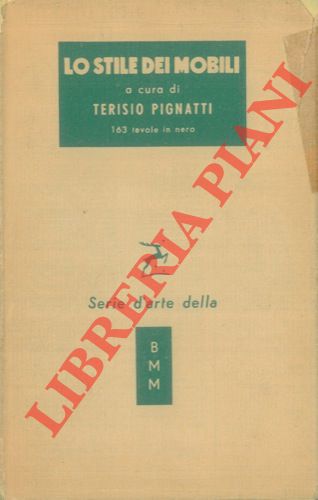 LO STILE DEI MOBILI
a cura di
TERISIO PIGNATTI
163 tavole in nero
Serie d'arte della
B
M
M
LIBRERIA PIANI